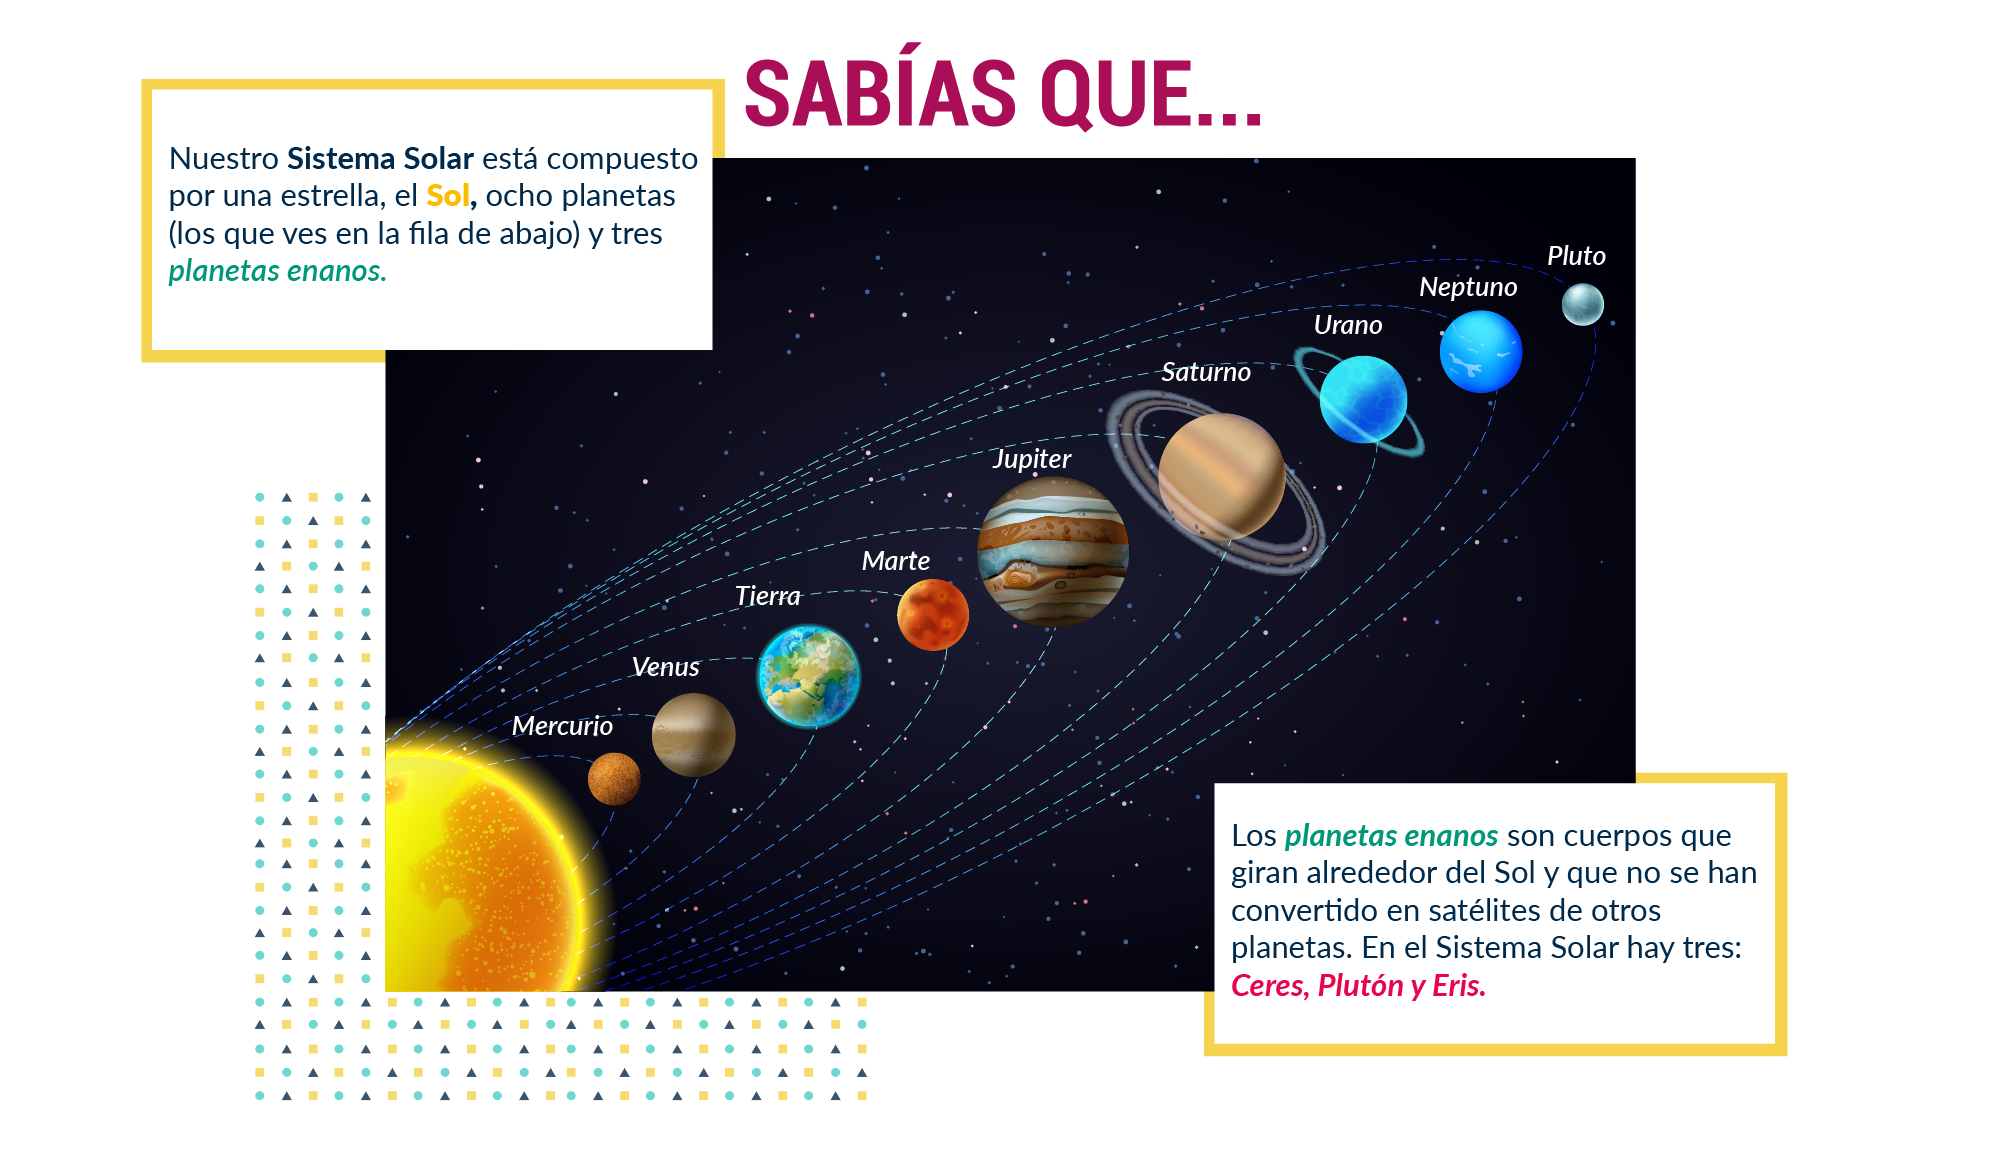 SABÍAS QUE...
Nuestro Sistema Solar está compuesto
por una estrella, el Sol, ocho planetas
(los que ves en la fila de abajo) y tres
planetas enanos.
Pluto
Neptuno
Urano
Saturno
Jupiter
Marte
Tierra
Venus
Mercurio
Los planetas enanos son cuerpos que
giran alrededor del Sol y que no se han
convertido en satélites de otros
planetas. En el Sistema Solar hay tres:
Ceres, Plutón y Eris.